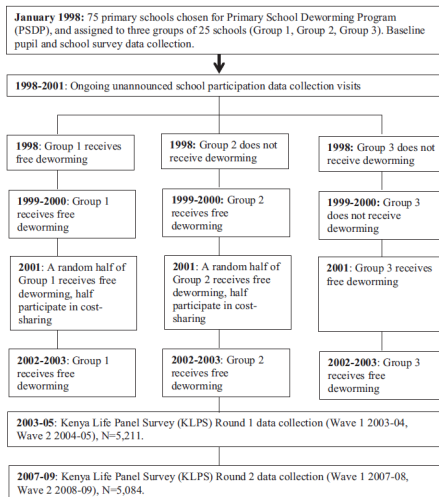 January 1998: 75 primary schools chosen for Primary School Deworming Program
(PSDP), and assigned to three groups of 25 schools (Group 1, Group 2, Group 3). Baseline
pupil and school survey data collection.
1998-2001: Ongoing unannounced school participation data collection visits
1998: Group 1 receives
free deworming
1998: Group 2 does not
receive deworming
1998: Group 3 does not
receive deworming
1999-2000: Group 1
receives free
deworming
1999-2000: Group 2
receives free
deworming
1999-2000: Group 3
does not receive
deworming
2001: A random half of
Group 1 receives free
deworming, half
participate in cost-
sharing
2001: A random half of
Group 2 receives free
deworming, half
participate in cost-
sharing
2001: Group 3 receives
free deworming
2002-2003: Group 1
receives free
deworming
2002-2003: Group 2
receives free
deworming
2002-2003: Group 3
receives free
deworming
2003-05: Kenya Life Panel Survey (KLPS) Round 1 data collection (Wave 1 2003-04,
Wave 2 2004-05), N=5,211.
2007-09: Kenya Life Panel Survey (KLPS) Round 2 data collection (Wave 1 2007-08,
Wave 2 2008-09), N=5,084.